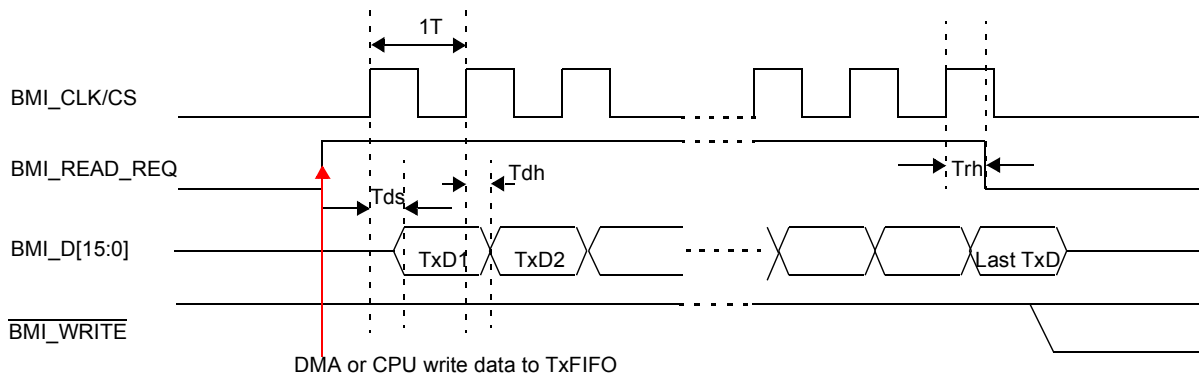 1T
BMI_CLK/CS
BMI_READ_REQ
Tds
Tdh
Trh
BMI_D[15:0]
TxD1
TxD2
Last TxD
BMI_WRITE
DMA or CPU write data to TxFIFO